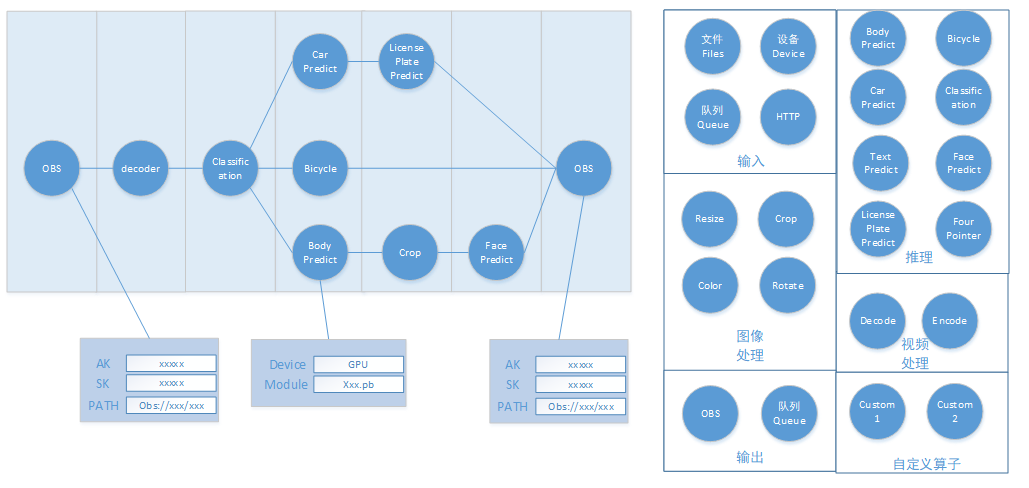 Car
Predict
License
Plate
Predict
OBS
decoder
Classific
ation
Bicycle
OBS
Body
Predict
Crop
Face
Predict
AK
xxxxx
SK
xxxxx
PATH
Obs://xxx/xxx
Device
GPU
Module
Xxx.pb
AK
xxxxx
SK
xxxxx
PATH
Obs://xxx/xxx
文件
Files
设备
Device
队列
Queue
HTTP
输入
Resize
Crop
Color
Rotate
图像
处理
OBS
队列
Queue
输出
Body
Predict
Bicycle
Car
Predict
Classific
ation
Text
Predict
Face
Predict
License
Plate
Predict
Four
Pointer
推理
Decode
Encode
视频
处理
Custom
1
Custom
2
自定义算子